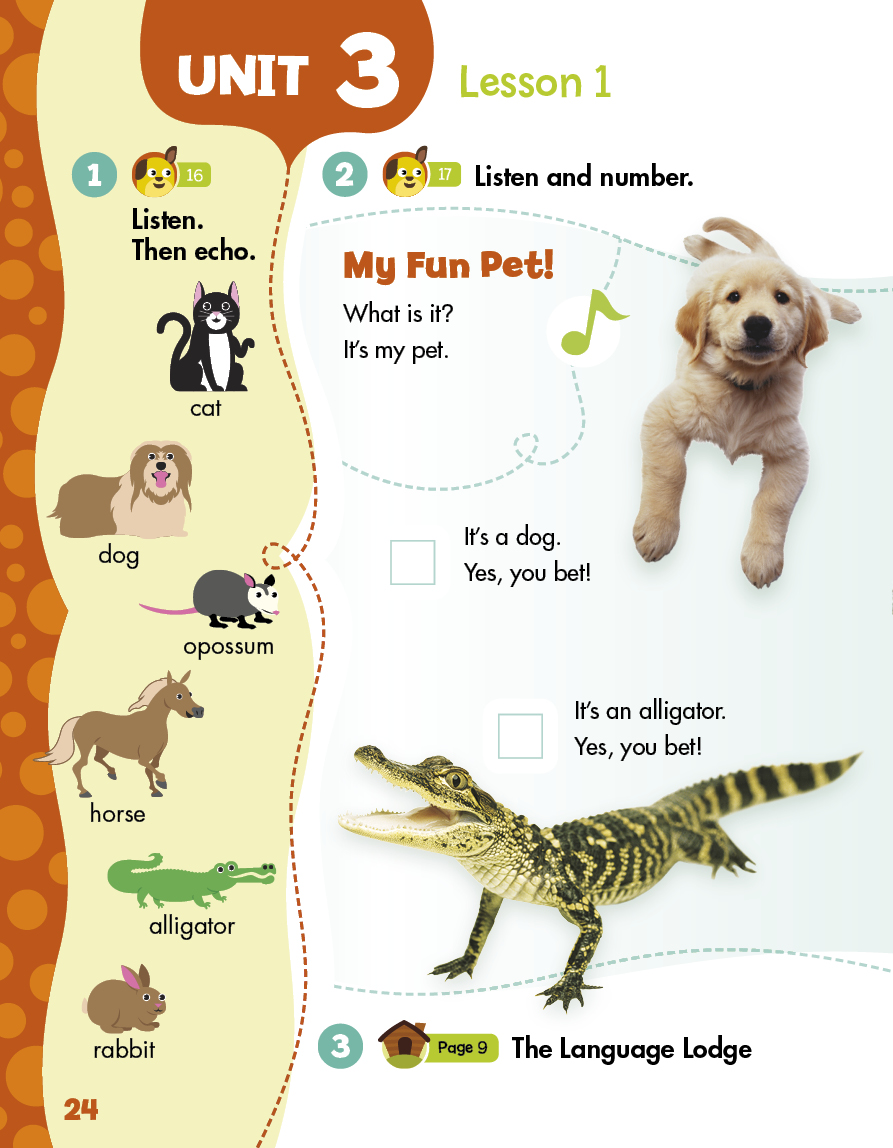 UNIT 3
Lesson 1
1
16
Listen.
Then echo.
cat
dog
opossum
horse
alligator
rabbit
2
17
Listen and number.
My Fun Pet!
What is it?
It's my pet.
It's a dog.
Yes, you bet!
It's an alligator.
Yes, you bet!
3
Page 9
The Language Lodge
24